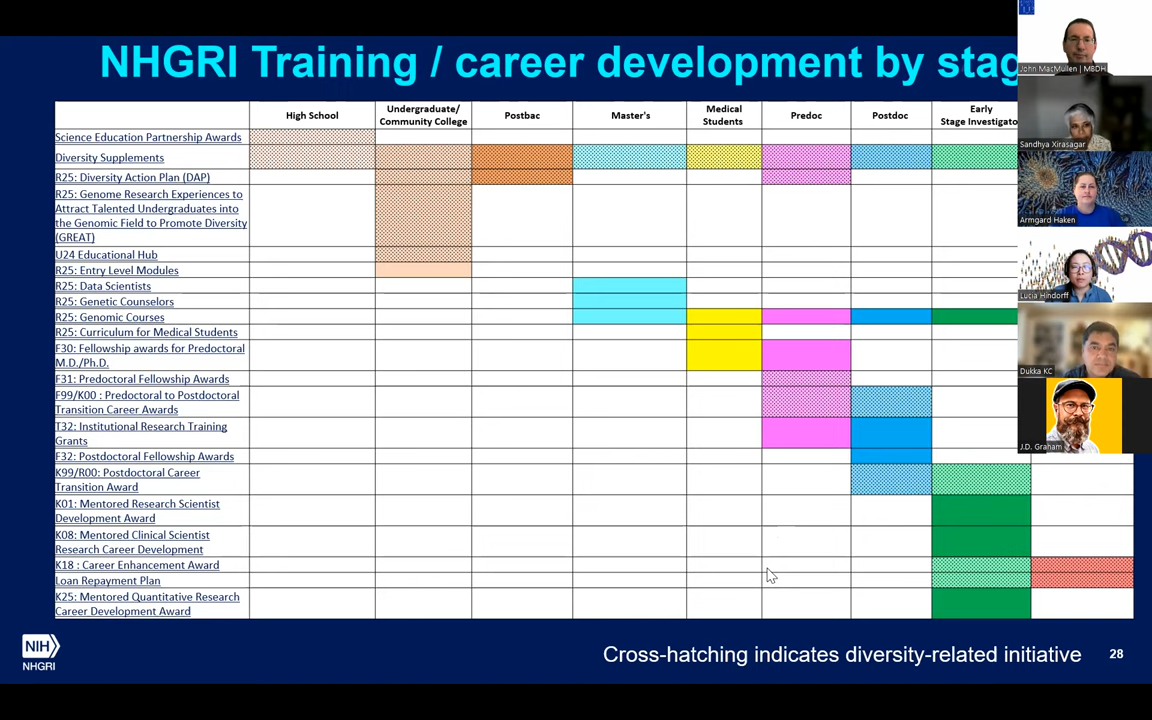 NHGRI Training / career development by stag
High School
Undergraduate/
Community College
Postbac
Master's
Medical
Students
Predoc
Postdoc
Early
Stage Investigato
Science Education Partnership Awards
Diversity Supplements
R25: Diversity Action Plan (DAP)
R25: Genome Research Experiences to
Attract Talented Undergraduates into
the Genomic Field to Promote Diversity
(GREAT)
U24 Educational Hub
R25: Entry Level Modules
R25: Data Scientists
R25: Genetic Counselors
R25: Genomic Courses
R25: Curriculum for Medical Students
F30: Fellowship awards for Predoctoral
M.D./Ph.D.
F31: Predoctoral Fellowship Awards
F99/K00 : Predoctoral to Postdoctoral
Transition Career Awards
T32: Institutional Research Training
Grants
F32: Postdoctoral Fellowship Awards
K99/R00: Postdoctoral Career
Transition Award
K01: Mentored Research Scientist
Development Award
K08: Mentored Clinical Scientist
Research Career Development
K18 : Career Enhancement Award
Loan Repayment Plan
K25: Mentored Quantitative Research
Career Development Award
John MacMullen | MBDH
Sandhya Xirasagar
Armgard Haken
Lucia Hindorff
Dukka KC
J.D. Graham
NIH
NHGRI
Cross-hatching indicates diversity-related initiative
28